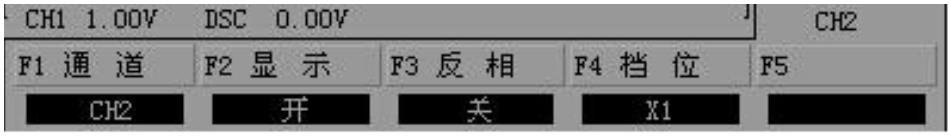 CH1 1.00V DSC 0.00V CH2
F1 通 道 F2 显 示 F3 反 相 F4 档 位 F5
CH2 开 关 X1